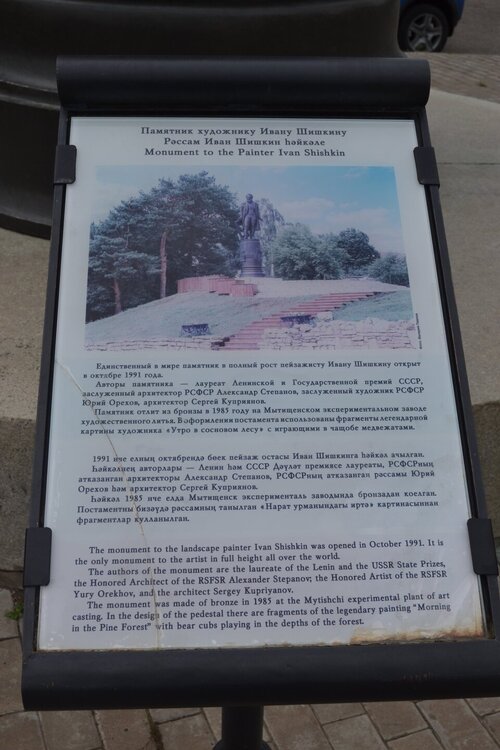 Памятник художнику Ивану Шишкину
Рәссам Иван Шишкин һәйкәле
Monument to the Painter Ivan Shishkin
Единственный в мире памятник в полный рост пейзажисту Ивану Шишкину открыт
в октябре 1991 года.
Авторы памятника — лауреат Ленинской и Государственной премий СССР,
заслуженный архитектор РСФСР Александр Степанов, заслуженный художник РСФСР
Юрий Орехов, архитектор Сергей Куприянов.
Памятник отлит из бронзы в 1985 году на Мытищенском экспериментальном заводе
художественного литья. В оформлении постамента использованы фрагменты легендарной
картины художника «Утро в сосновом лесу» с играющими в чащобе медвежатами.
1991 нче елның октябрендә бөек пейзаж остасы Иван Шишкинга һәйкәл ачылды.
Һәйкәлнең авторлары — Ленин һәм СССР Дәүләт премиясе лауреаты, РСФСРның
атказанган архитекторы Александр Степанов, РСФСРның атказанган рәссамы Юрий
Орехов һәм архитектор Сергей Куприянов.
Һәйкәл 1985 нче елда Мытищенск эксперименталь заводында бронзадан коелган.
Постаментны бизәүдә рәссамның танылган «Нарат урманындагы иртә» картинасыннан
фрагментлар кулланылган.
The monument to the landscape painter Ivan Shishkin was opened in October 1991. It is
the only monument to the artist in full height all over the world.
The authors of the monument are the laureate of the Lenin and the USSR State Prizes,
the Honored Architect of the RSFSR Alexander Stepanov; the Honored Artist of the RSFSR
Yury Orekhov, and the architect Sergey Kupriyanov.
The monument was made of bronze in 1985 at the Mytishchi experimental plant of art
casting. In the design of the pedestal there are fragments of the legendary painting "Morning
in the Pine Forest" with bear cubs playing in the depths of the forest.